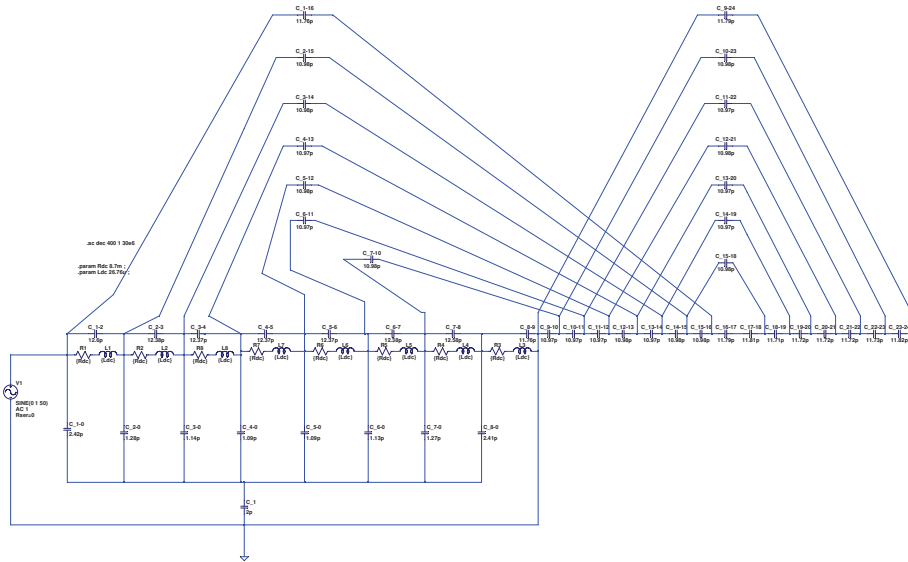 C_1-16
11.76p
C_9-24
11.79p
C_2-15
10.98p
C_10-23
10.98p
C_3-14
10.98p
C_11-22
10.97p
C_4-13
10.97p
C_12-21
10.98p
C_5-12
10.98p
C_13-20
10.97p
C_6-11
10.97p
C_14-19
10.97p
C_7-10
10.98p
C_15-18
10.98p
.ac dec 400 1 30e6
.param Rdc 8.7m ;
.param Ldc 26.76u ;
C_1-2
12.6p
C_2-3
12.38p
C_3-4
12.37p
C_4-5
12.37p
C_5-6
12.37p
C_6-7
12.38p
C_7-8
12.58p
C_8-9
11.76p
C_9-10
10.97p
C_10-11
10.97p
C_11-12
10.97p
C_12-13
10.98p
C_13-14
10.97p
C_14-15
10.98p
C_15-16
10.98p
C_16-17
11.79p
C_17-18
11.81p
C_18-19
11.71p
C_19-20
11.72p
C_20-21
11.72p
C_21-22
11.72p
C_22-23
11.73p
C_23-24
11.82p
R1
{Rdc}
L1
{Ldc}
R2
{Rdc}
L2
{Ldc}
R8
{Rdc}
L8
{Ldc}
R7
{Rdc}
L7
{Ldc}
R6
{Rdc}
L6
{Ldc}
R5
{Rdc}
L5
{Ldc}
R4
{Rdc}
L4
{Ldc}
R3
{Rdc}
L3
{Ldc}
V1
SINE(0 1 50)
AC 1
Rser=0
C_1-0
2.42p
C_2-0
1.28p
C_3-0
1.14p
C_4-0
1.09p
C_5-0
1.09p
C_6-0
1.13p
C_7-0
1.27p
C_8-0
2.41p
C_1
2p